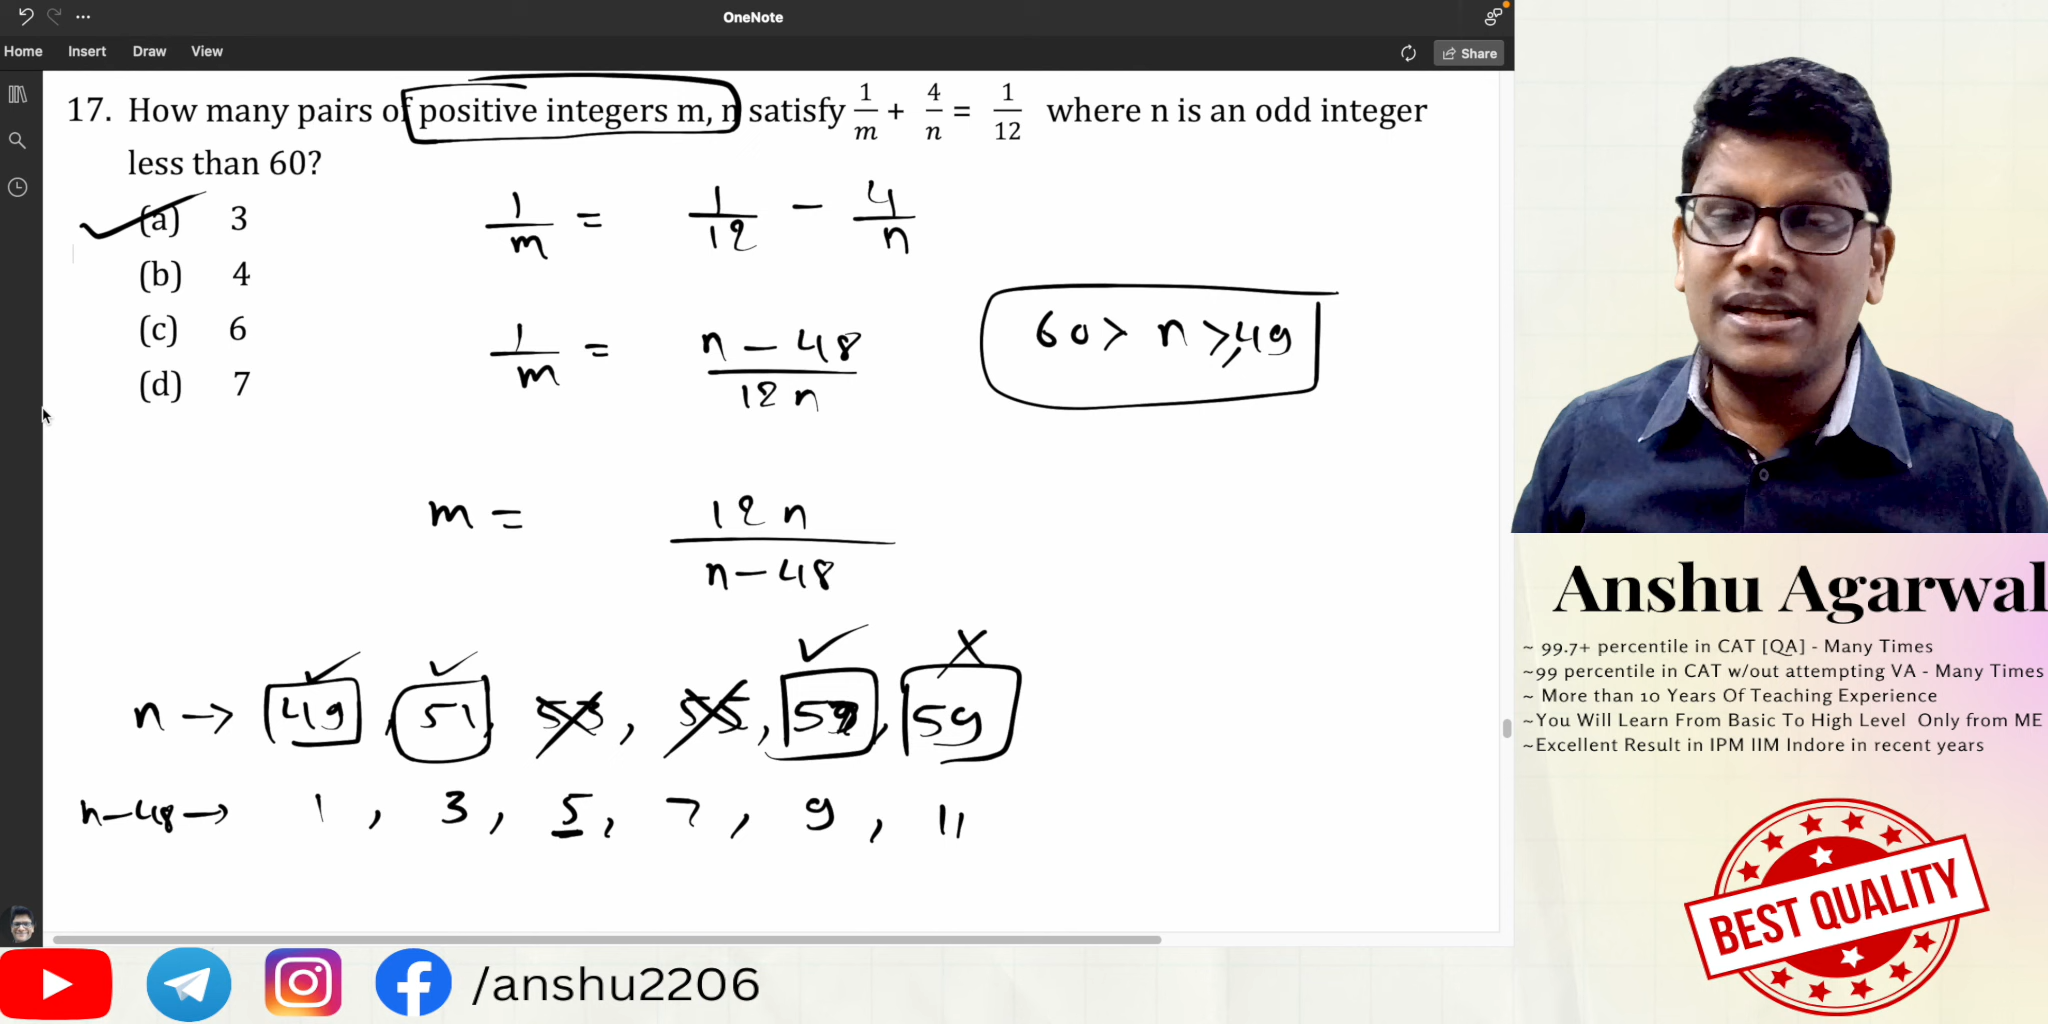 OneNote
Home Insert Draw View
Share
17. How many pairs of positive integers m, n satisfy 1/m + 4/n = 1/12 where n is an odd integer
less than 60?
(a) 3
(b) 4
(c) 6
(d) 7
1/m = 1/12 - 4/n
1/m = n - 48 / 12n
60 > n ≥ 49
m = 12n / n - 48
n → 49, 51, 53, 55, 57, 59
n-48 → 1, 3, 5, 7, 9, 11
Anshu Agarwal
~ 99.7+ percentile in CAT [QA] - Many Times
~99 percentile in CAT w/out attempting VA - Many Times
~ More than 10 Years Of Teaching Experience
~You Will Learn From Basic To High Level Only from ME
~Excellent Result in IPM IIM Indore in recent years
BEST QUALITY
/anshu2206